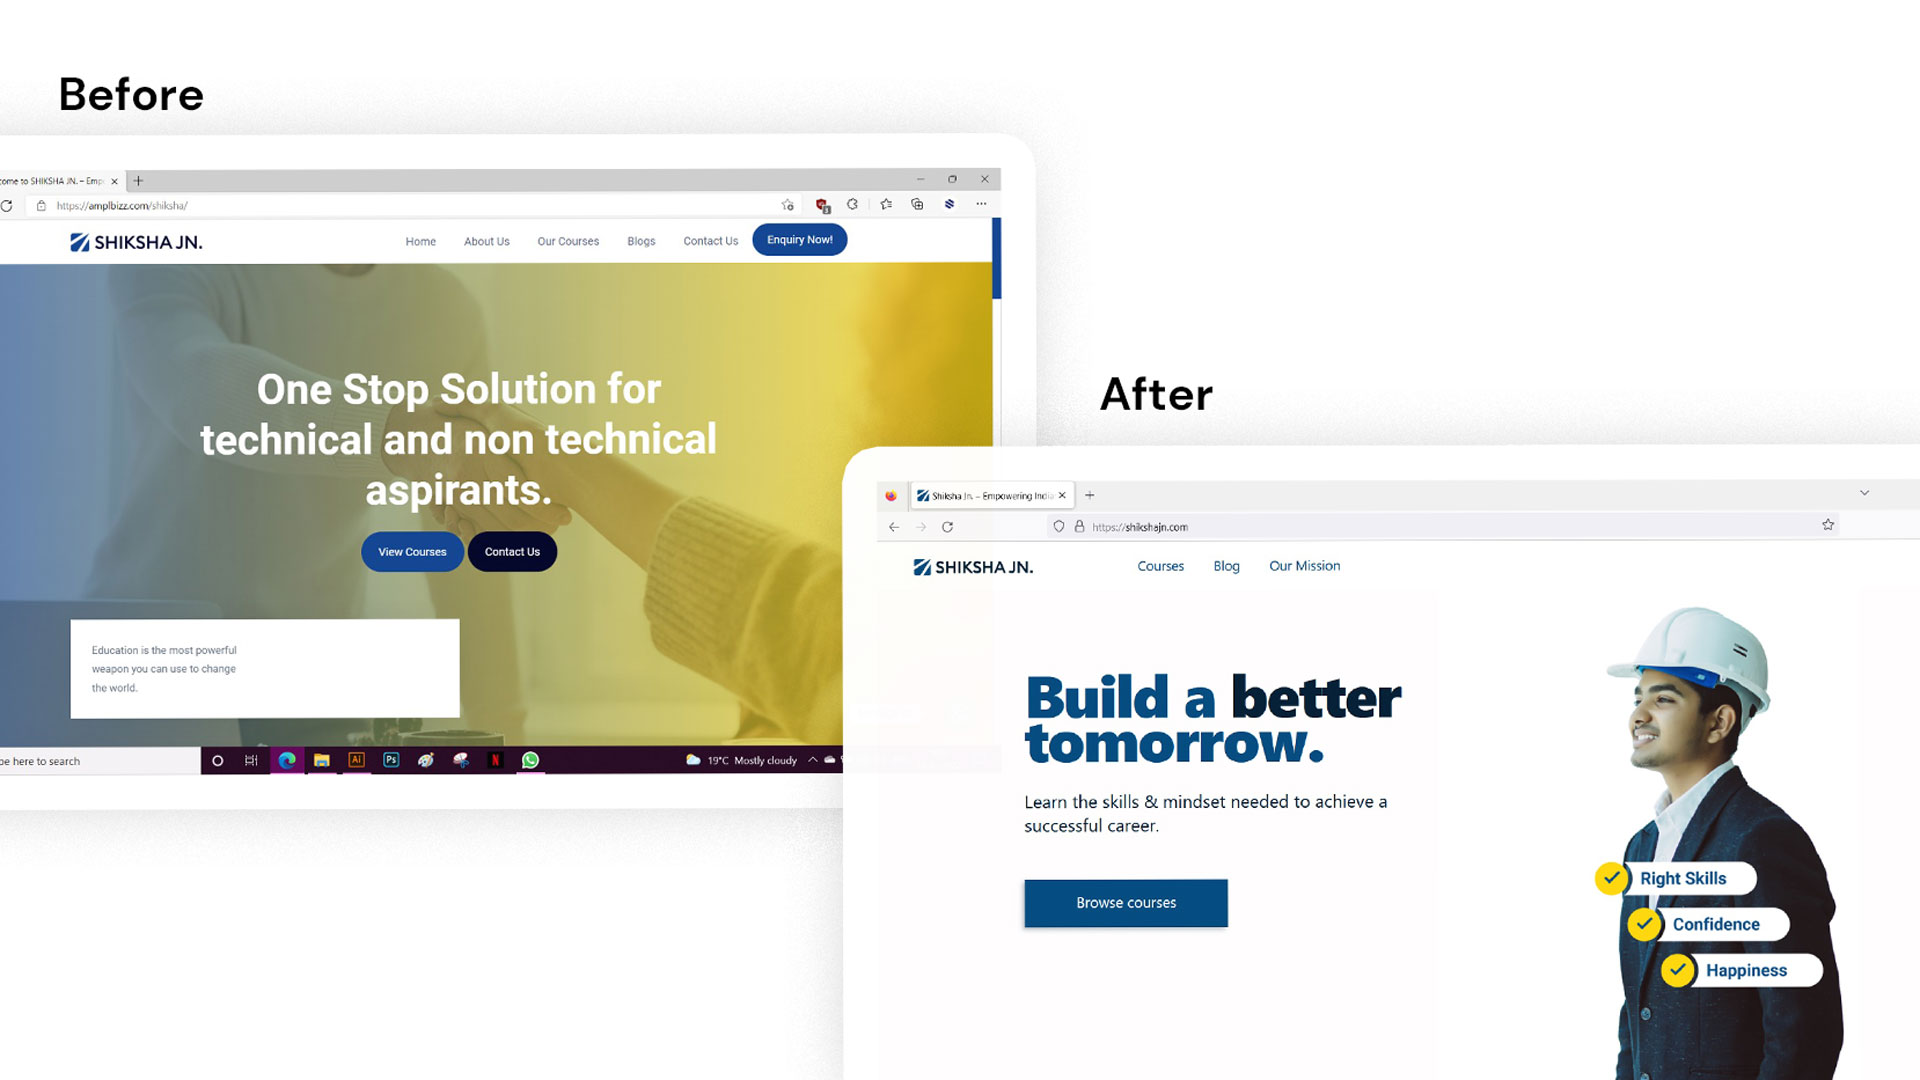 Before
come to SHIKSHA JN. – Emp
https://amplbizz.com/shiksha/
SHIKSHA JN.
Home
About Us
Our Courses
Blogs
Contact Us
Enquiry Now!
One Stop Solution for
technical and non technical
aspirants.
View Courses
Contact Us
Education is the most powerful
weapon you can use to change
the world.
pe here to search
Ai
Ps
N
19°C Mostly cloudy
After
Shiksha Jn. – Empowering India
https://shikshajn.com
SHIKSHA JN.
Courses
Blog
Our Mission
Build a better
tomorrow.
Learn the skills & mindset needed to achieve a
successful career.
Browse courses
Right Skills
Confidence
Happiness